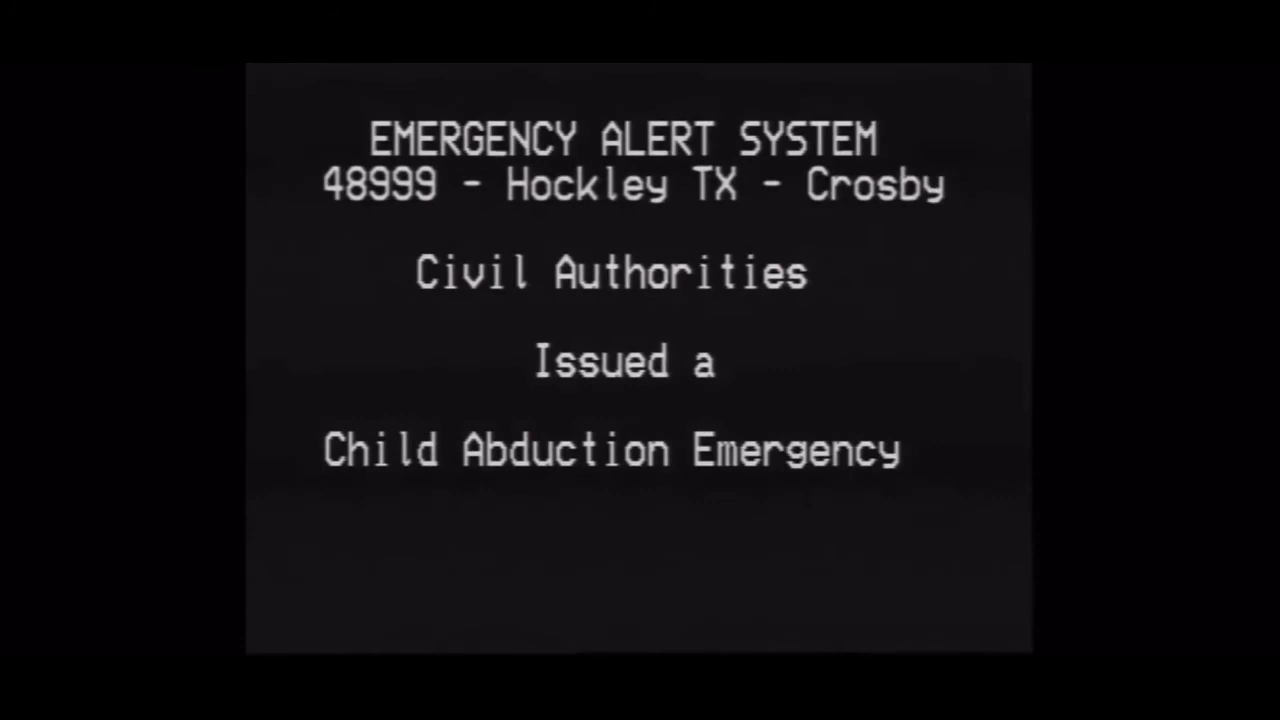 EMERGENCY ALERT SYSTEM
48999 - Hockley TX - Crosby
Civil Authorities
Issued a
Child Abduction Emergency